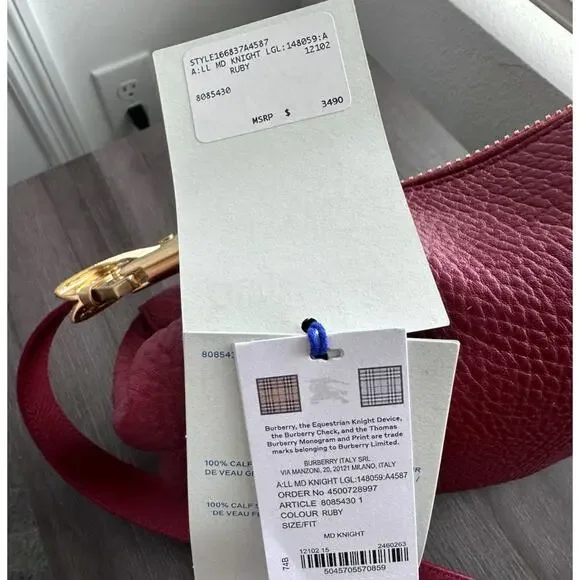 STYLE166837A4587
A:LL MD KNIGHT LGL:148059:A
RUBY 12102
8085430
MSRP $ 3490
80854
100% CALF
DE VEAU
100% CALF
DE VEAU
Burberry, the Equestrian Knight Device,
the Burberry Check, and the Thomas
Burberry Monogram and Print are trade
marks belonging to Burberry Limited.
BURBERRY ITALY SRL
VIA MANZONI, 20, 20121 MILANO, ITALY
A:LL MD KNIGHT LGL:148059:A4587
ORDER No 4500728997
ARTICLE 8085430 1
COLOUR RUBY
SIZE/FIT
MD KNIGHT
74B
12102 15 2460263
5045705570859